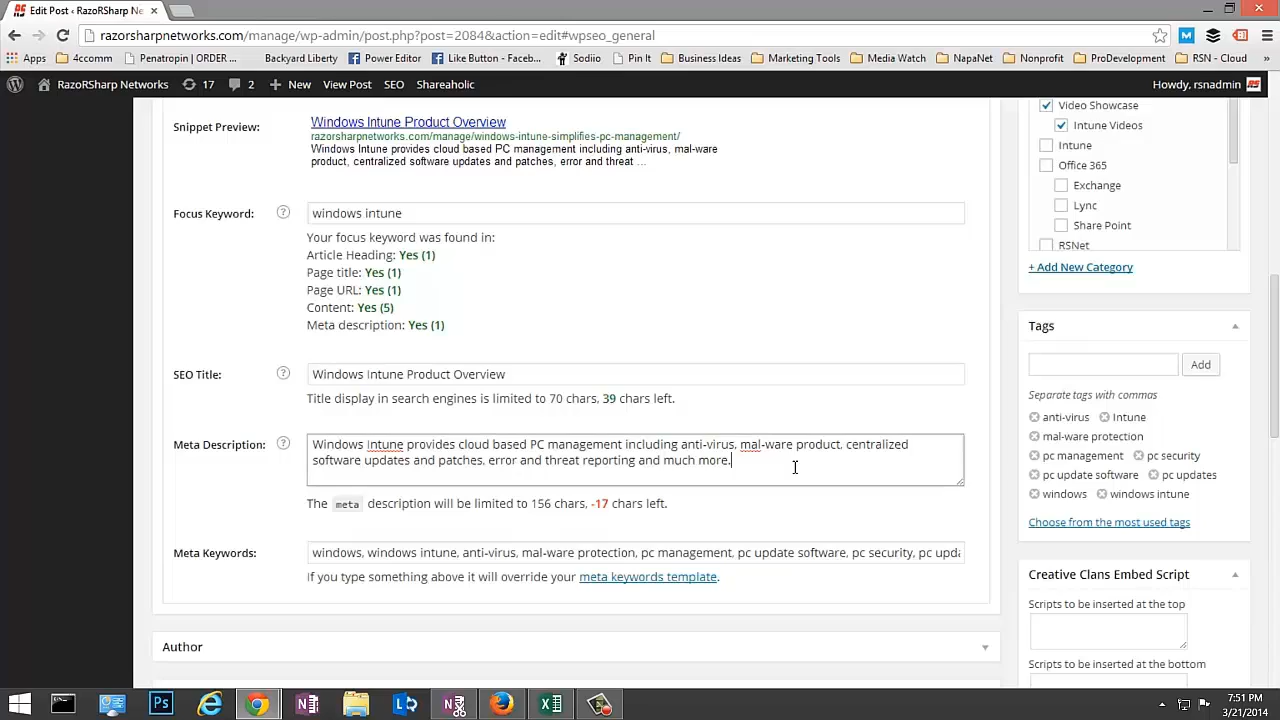 Edit Post ‹ RazoRSharp Ne
razorsharpnetworks.com/manage/wp-admin/post.php?post=2084&action=edit#wpseo_general
Apps 4ccomm Penatropin | ORDER ... Backyard Liberty Power Editor Like Button - Faceb... Sodiio Pin It Business Ideas Marketing Tools Media Watch NapaNet Nonprofit ProDevelopment RSN - Cloud »
RazoRSharp Networks 17 2 New View Post SEO Shareaholic Howdy, rsnadmin
Snippet Preview:
Windows Intune Product Overview
razorsharpnetworks.com/manage/windows-intune-simplifies-pc-management/
Windows Intune provides cloud based PC management including anti-virus, mal-ware
product, centralized software updates and patches, error and threat ...
Focus Keyword: ? windows intune
Your focus keyword was found in:
Article Heading: Yes (1)
Page title: Yes (1)
Page URL: Yes (1)
Content: Yes (5)
Meta description: Yes (1)
SEO Title: ? Windows Intune Product Overview
Title display in search engines is limited to 70 chars, 39 chars left.
Meta Description: ? Windows Intune provides cloud based PC management including anti-virus, mal-ware product, centralized
software updates and patches. error and threat reporting and much more.
The meta description will be limited to 156 chars, -17 chars left.
Meta Keywords: windows, windows intune, anti-virus, mal-ware protection, pc management, pc update software, pc security, pc upda
If you type something above it will override your meta keywords template.
Author
Video Showcase
Intune Videos
Intune
Office 365
Exchange
Lync
Share Point
RSNet
+ Add New Category
Tags
Add
Separate tags with commas
anti-virus Intune
mal-ware protection
pc management pc security
pc update software pc updates
windows windows intune
Choose from the most used tags
Creative Clans Embed Script
Scripts to be inserted at the top
Scripts to be inserted at the bottom
7:51 PM
3/21/2014